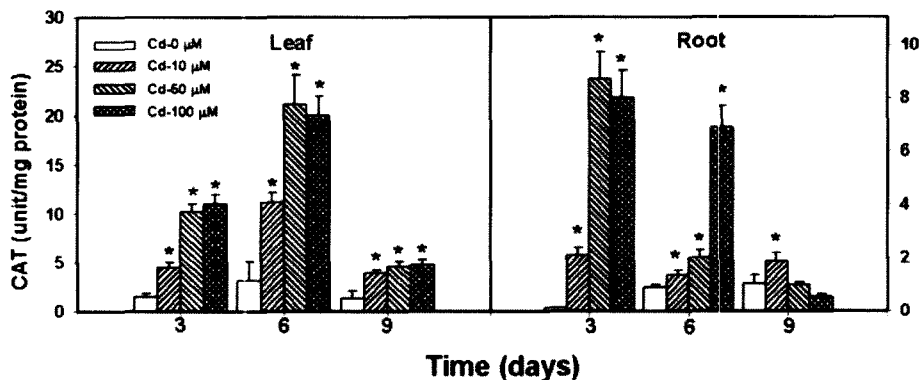 CAT (unit/mg protein)
30
25
20
15
10
5
0
Leaf
Cd-0 μM
Cd-10 μM
Cd-50 μM
Cd-100 μM
* * * * * * * * *
3 6 9
Root
* * * * * * *
3 6 9
10
8
6
4
2
0
Time (days)